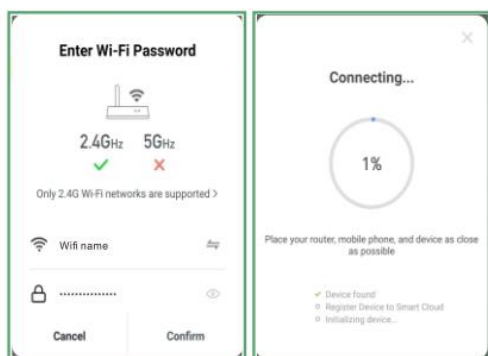 Enter Wi-Fi Password
2.4GHz 5GHz
Only 2.4G Wi-Fi networks are supported >
Wifi name
··············
Cancel Confirm
Connecting...
1%
Place your router, mobile phone, and device as close
as possible
Device found
Register Device to Smart Cloud
Initializing device...